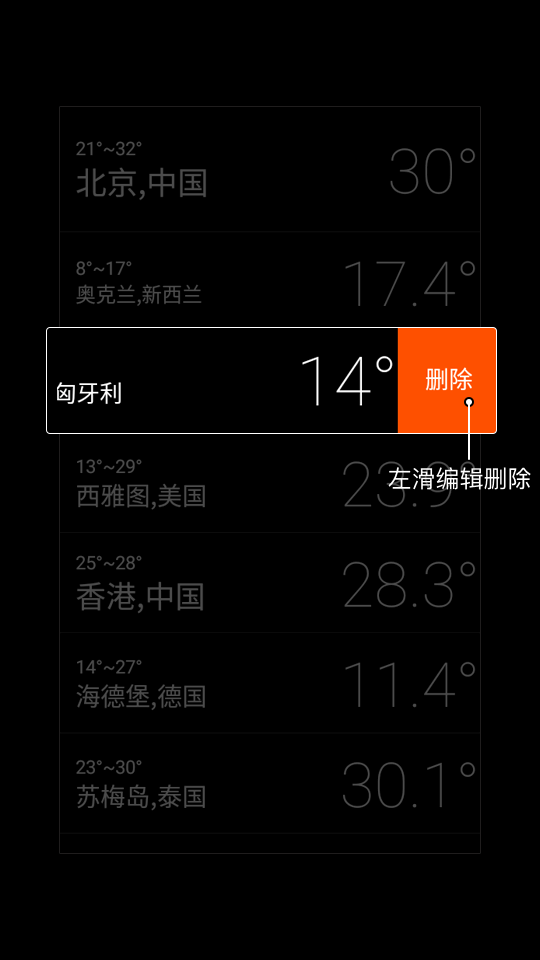 21°~32°
北京,中国
30°
8°~17°
奥克兰,新西兰
17.4°
匈牙利
14°
删除
左滑编辑删除
13°~29°
西雅图,美国
23.9°
25°~28°
香港,中国
28.3°
14°~27°
海德堡,德国
11.4°
23°~30°
苏梅岛,泰国
30.1°